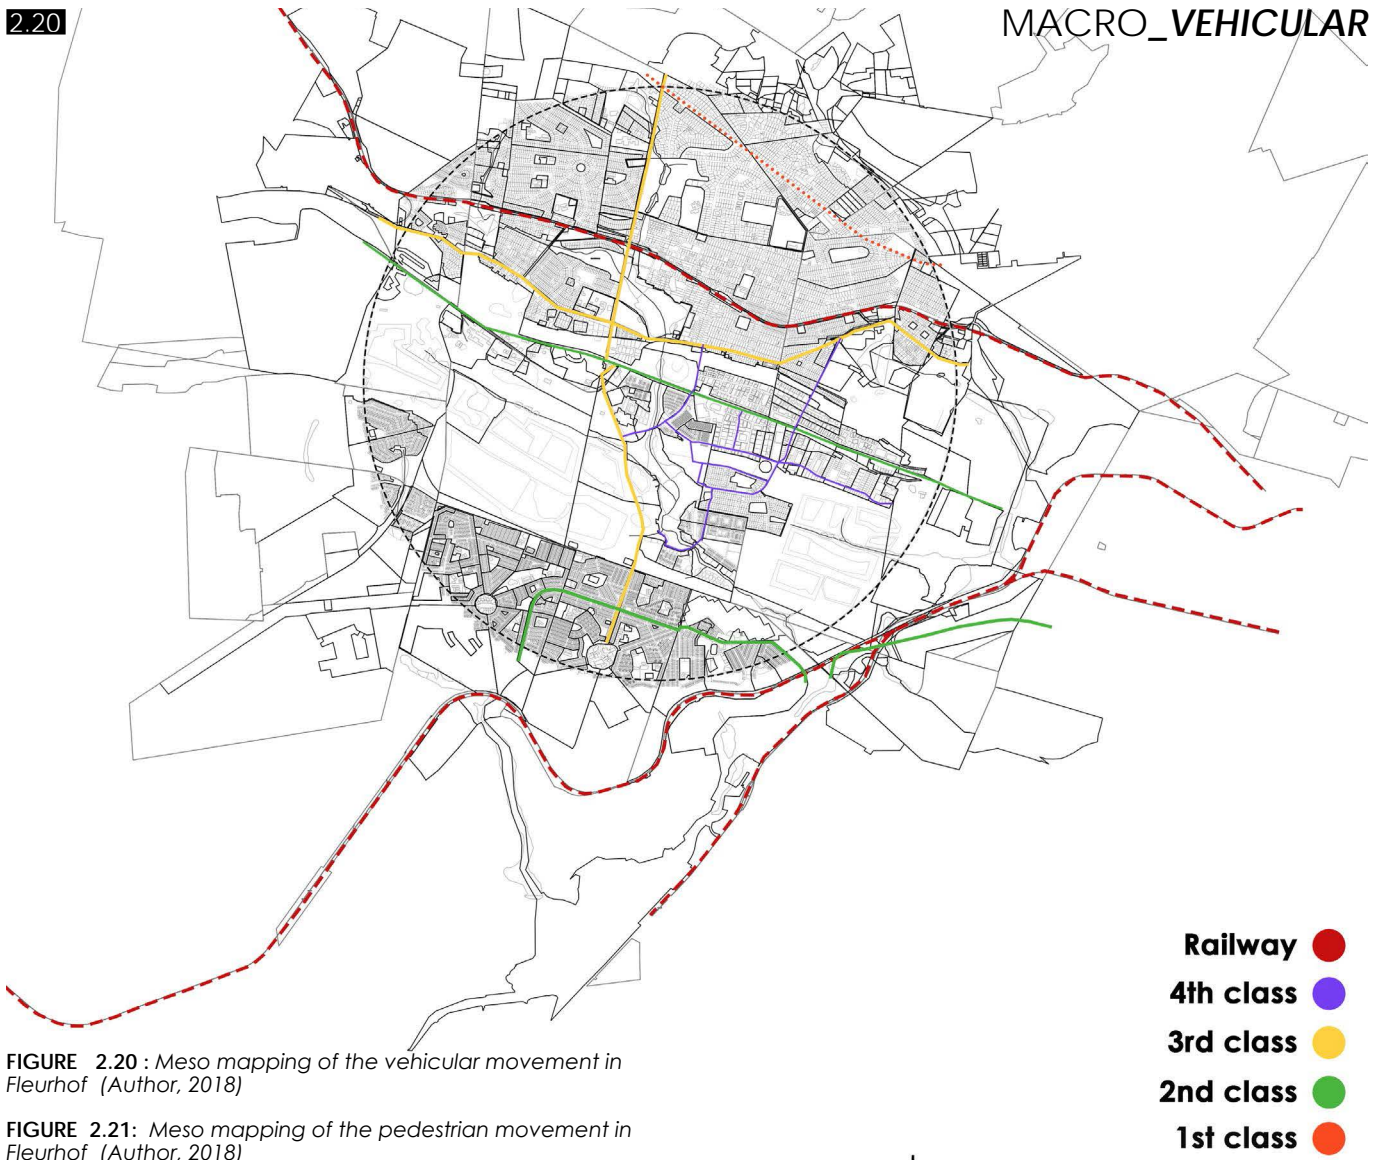 2.20
MACRO_VEHICULAR
Railway
4th class
3rd class
2nd class
1st class
FIGURE 2.20 : Meso mapping of the vehicular movement in
Fleurhof (Author, 2018)
FIGURE 2.21: Meso mapping of the pedestrian movement in
Fleurhof (Author, 2018)